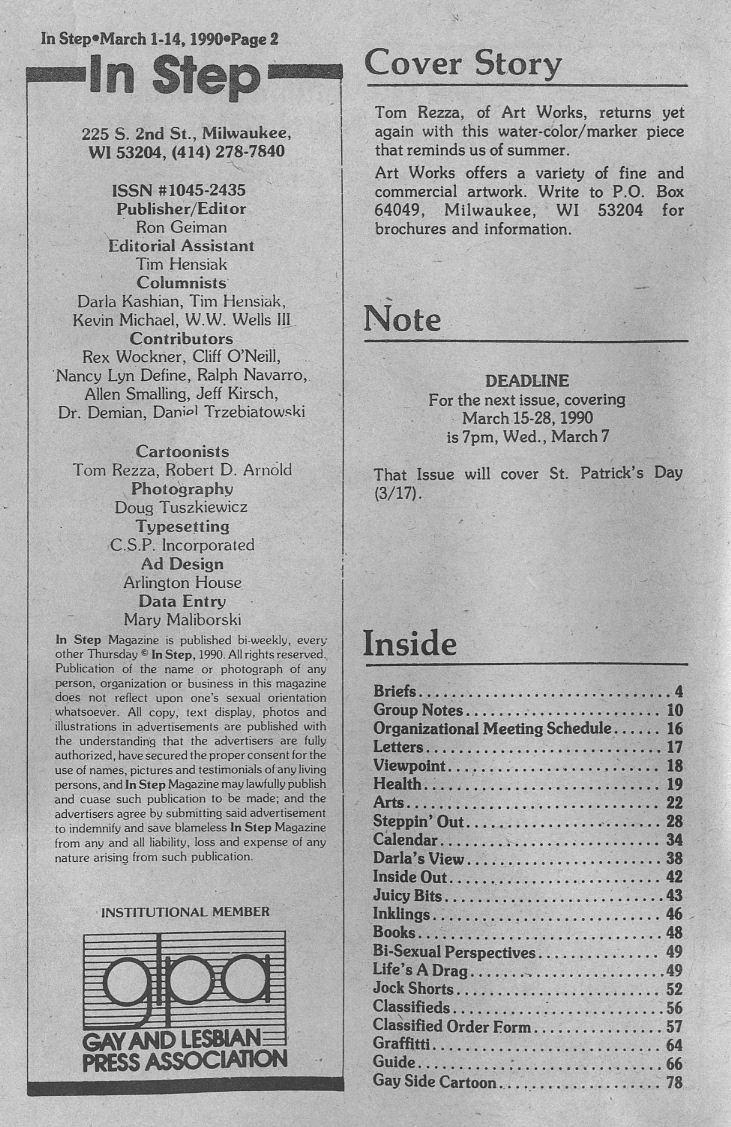 In Step•March 1-14, 1990•Page 2
In Step
225 S. 2nd St., Milwaukee,
WI 53204, (414) 278-7840
ISSN #1045-2435
Publisher/Editor
Ron Geiman
Editorial Assistant
Tim Hensiak
Columnists
Darla Kashian, Tim Hensiak,
Kevin Michael, W.W. Wells III
Contributors
Rex Wockner, Cliff O'Neill,
Nancy Lyn Define, Ralph Navarro,
Allen Smalling, Jeff Kirsch,
Dr. Demian, Daniel Trzebiatowski
Cartoonists
Tom Rezza, Robert D. Arnold
Photography
Doug Tuszkiewicz
Typesetting
C.S.P. Incorporated
Ad Design
Arlington House
Data Entry
Mary Maliborski
In Step Magazine is published bi-weekly, every
other Thursday © In Step, 1990. All rights reserved.
Publication of the name or photograph of any
person, organization or business in this magazine
does not reflect upon one's sexual orientation
whatsoever. All copy, text display, photos and
illustrations in advertisements are published with
the understanding that the advertisers are fully
authorized, have secured the proper consent for the
use of names, pictures and testimonials of any living
persons, and In Step Magazine may lawfully publish
and cuase such publication to be made; and the
advertisers agree by submitting said advertisement
to indemnify and save blameless In Step Magazine
from any and all liability, loss and expense of any
nature arising from such publication.
INSTITUTIONAL MEMBER
gpa
GAY AND LESBIAN
PRESS ASSOCIATION
Cover Story
Tom Rezza, of Art Works, returns yet
again with this water-color/marker piece
that reminds us of summer.
Art Works offers a variety of fine and
commercial artwork. Write to P.O. Box
64049, Milwaukee, WI 53204 for
brochures and information.
Note
DEADLINE
For the next issue, covering
March 15-28, 1990
is 7pm, Wed., March 7
That Issue will cover St. Patrick's Day
(3/17).
Inside
Briefs............................... 4
Group Notes........................ 10
Organizational Meeting Schedule...... 16
Letters............................. 17
Viewpoint.......................... 18
Health.............................. 19
Arts................................ 22
Steppin' Out........................ 28
Calendar........................... 34
Darla's View........................ 38
Inside Out.......................... 42
Juicy Bits........................... 43
Inklings............................ 46
Books.............................. 48
Bi-Sexual Perspectives............... 49
Life's A Drag........................ 49
Jock Shorts......................... 52
Classifieds.......................... 56
Classified Order Form................ 57
Graffitti............................ 64
Guide.............................. 66
Gay Side Cartoon.................... 78